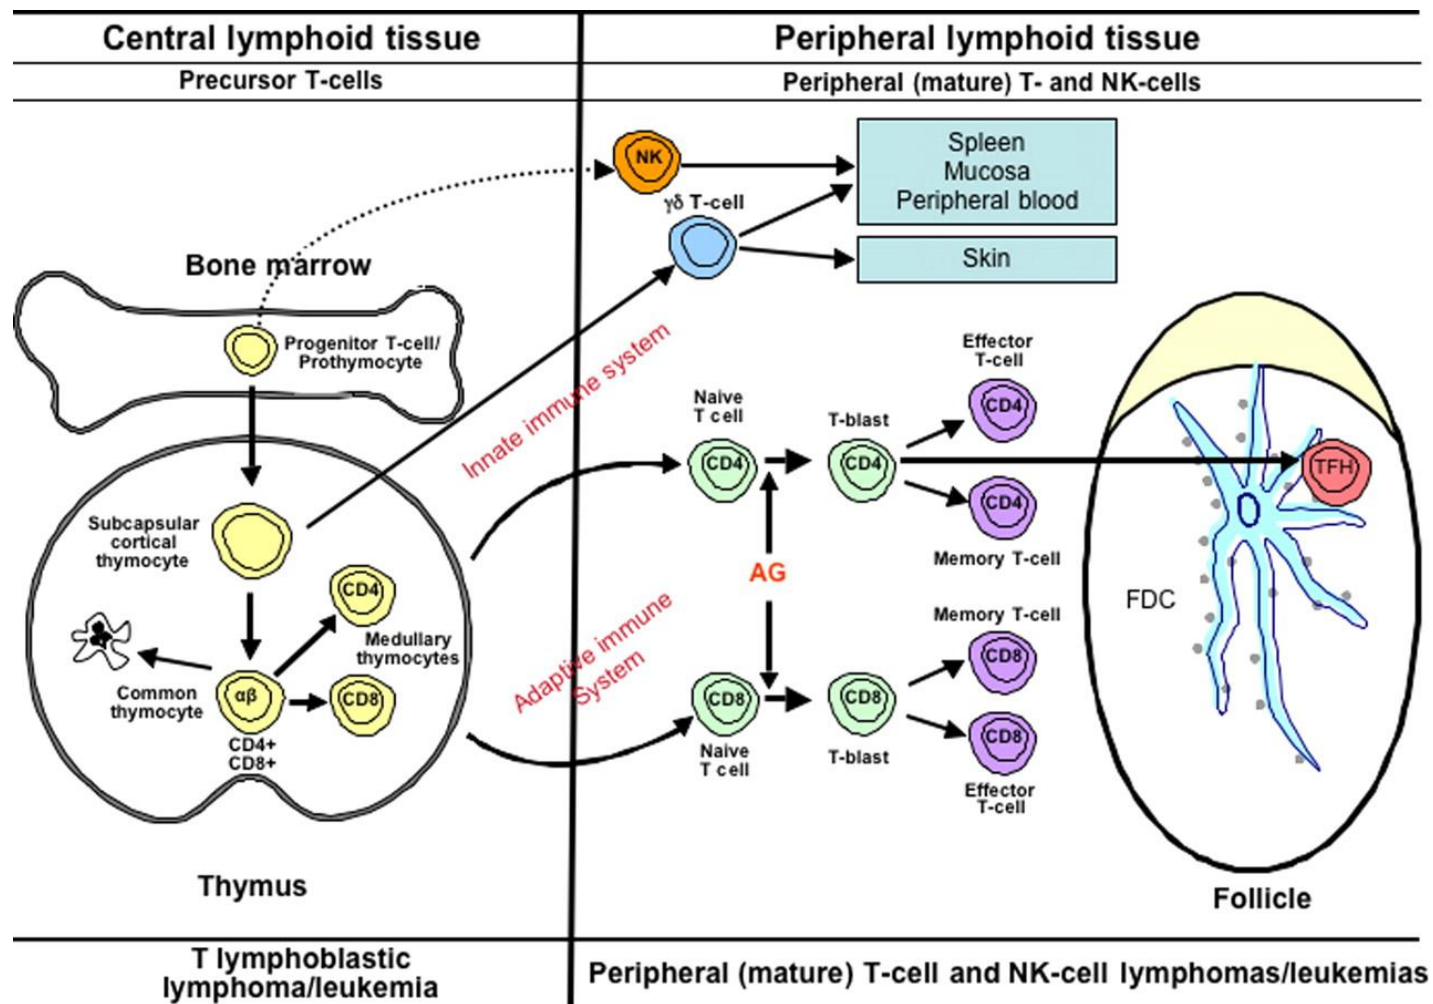 Central lymphoid tissue
Peripheral lymphoid tissue
Precursor T-cells
Peripheral (mature) T- and NK-cells
NK
γδ T-cell
Spleen
Mucosa
Peripheral blood
Skin
Bone marrow
Progenitor T-cell/
Prothymocyte
Innate immune system
Subcapsular
cortical
thymocyte
CD4
Medullary
thymocytes
Common
thymocyte
αβ
CD8
CD4+
CD8+
Adaptive immune
System
Naive
T cell
CD4
T-blast
CD4
Effector
T-cell
CD4
CD4
Memory T-cell
AG
Memory T-cell
CD8
CD8
Naive
T cell
CD8
T-blast
CD8
Effector
T-cell
TFH
FDC
Thymus
Follicle
T lymphoblastic
lymphoma/leukemia
Peripheral (mature) T-cell and NK-cell lymphomas/leukemias